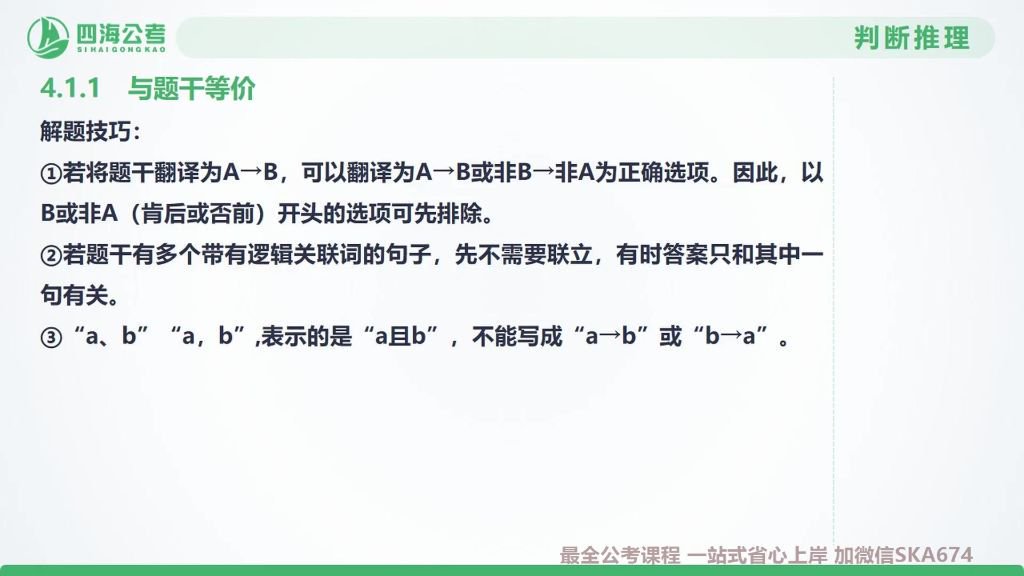 四海公考
SIHAIGONGKAO
判断推理
4.1.1 与题干等价
解题技巧：
①若将题干翻译为A→B，可以翻译为A→B或非B→非A为正确选项。因此，以
B或非A（肯后或否前）开头的选项可先排除。
②若题干有多个带有逻辑关联词的句子，先不需要联立，有时答案只和其中一
句有关。
③“a、b”“a，b”,表示的是“a且b”，不能写成“a→b”或“b→a”。
最全公考课程 一站式省心上岸 加微信SKA674